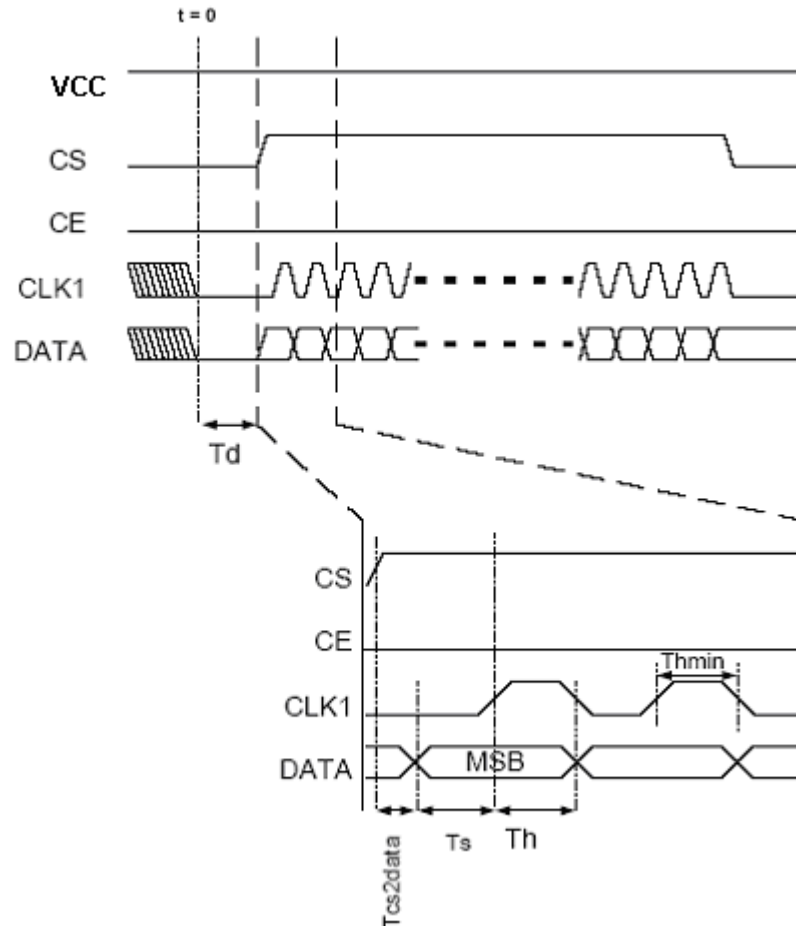 t = 0
VCC
CS
CE
CLK1
DATA
Td
CS
CE
Thmin
CLK1
DATA
MSB
Tcs2data
Ts
Th